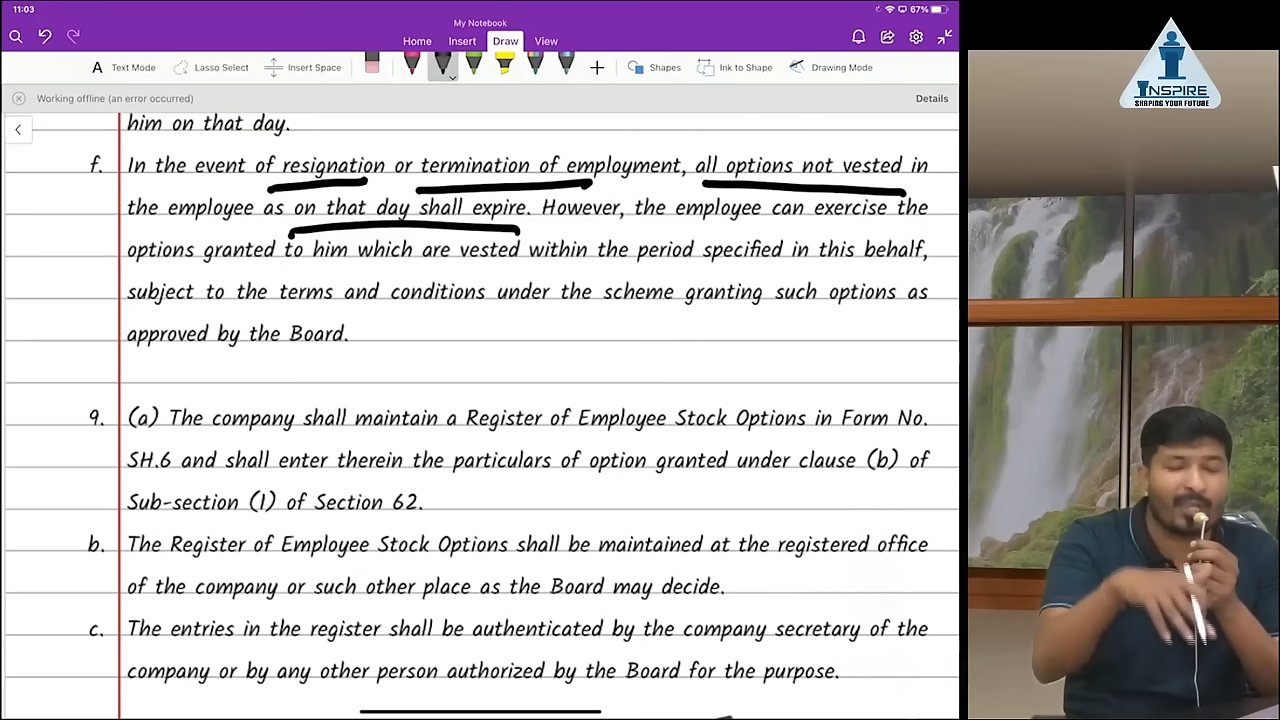 11:03
67%
My Notebook
Home Insert Draw View
A Text Mode Lasso Select Insert Space + Shapes Ink to Shape Drawing Mode
Working offline (an error occurred) Details
him on that day.
f. In the event of resignation or termination of employment, all options not vested in
the employee as on that day shall expire. However, the employee can exercise the
options granted to him which are vested within the period specified in this behalf,
subject to the terms and conditions under the scheme granting such options as
approved by the Board.
9. (a) The company shall maintain a Register of Employee Stock Options in Form No.
SH.6 and shall enter therein the particulars of option granted under clause (b) of
Sub-section (1) of Section 62.
b. The Register of Employee Stock Options shall be maintained at the registered office
of the company or such other place as the Board may decide.
c. The entries in the register shall be authenticated by the company secretary of the
company or by any other person authorized by the Board for the purpose.
INSPIRE
SHAPING YOUR FUTURE